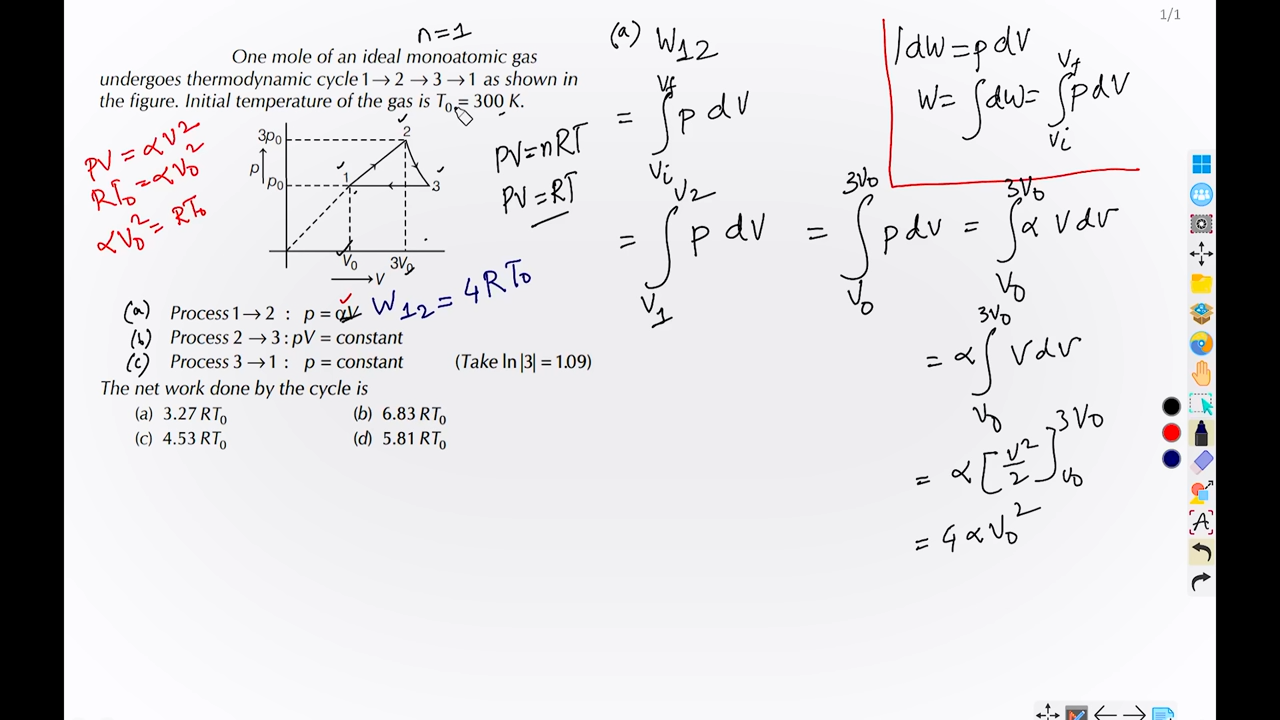 1/1
n=1
One mole of an ideal monoatomic gas
undergoes thermodynamic cycle 1→2→3→1 as shown in
the figure. Initial temperature of the gas is T₀ = 300 K.
PV = αV²
RT₀ = αV₀²
αV₀² = RT₀
3p₀
p
p₀
1
2
3
V₀
3V₀
V
PV=nRT
PV=RT
(a) Process 1→2 : p = αV
W₁₂ = 4RT₀
(b) Process 2→3 : pV = constant
(c) Process 3→1 : p = constant (Take ln|3| = 1.09)
The net work done by the cycle is
(a) 3.27 RT₀ (b) 6.83 RT₀
(c) 4.53 RT₀ (d) 5.81 RT₀
(a) W₁₂
= ∫_{Vi}^{Vf} p dV
= ∫_{V₁}^{V₂} p dV = ∫_{V₀}^{3V₀} p dV = ∫_{V₀}^{3V₀} α V dV
= α ∫_{V₀}^{3V₀} V dV
= α [V²/2]_{V₀}^{3V₀}
= 4 α V₀²
dW = p dV
W = ∫dW = ∫_{Vi}^{Vf} p dV
A